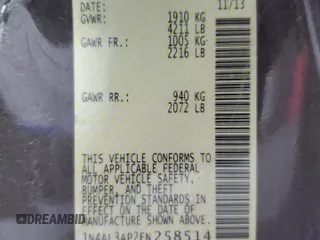 DATE: 11/13
GVWR: 1910 KG
4211 LB
GAWR FR.: 1005 KG
2216 LB
GAWR RR.: 940 KG
2072 LB
THIS VEHICLE CONFORMS TO
ALL APPLICABLE FEDERAL
MOTOR VEHICLE SAFETY,
BUMPER, AND THEFT
PREVENTION STANDARDS IN
EFFECT ON THE DATE OF
MANUFACTURE SHOWN ABOVE.
1N4AL3AP2EN258514
DREAMBID